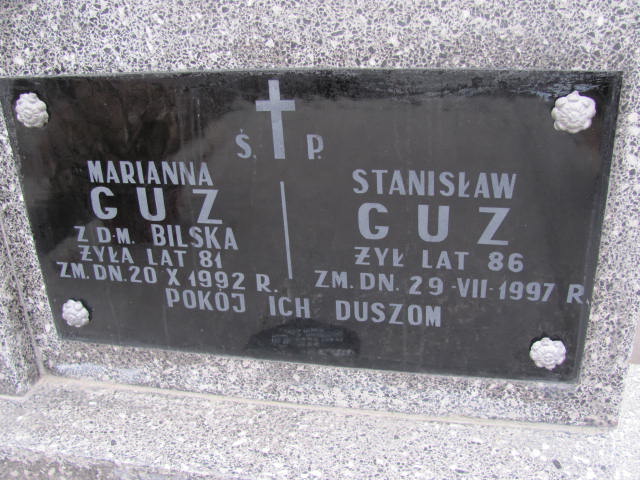 Ś. P.
MARIANNA
GUZ
Z D-M. BILSKA
ŻYŁA LAT 81
ZM. DN. 20 X 1992 R.
STANISŁAW
GUZ
ŻYŁ LAT 86
ZM. DN. 29-VII-1997 R.
POKÓJ ICH DUSZOM